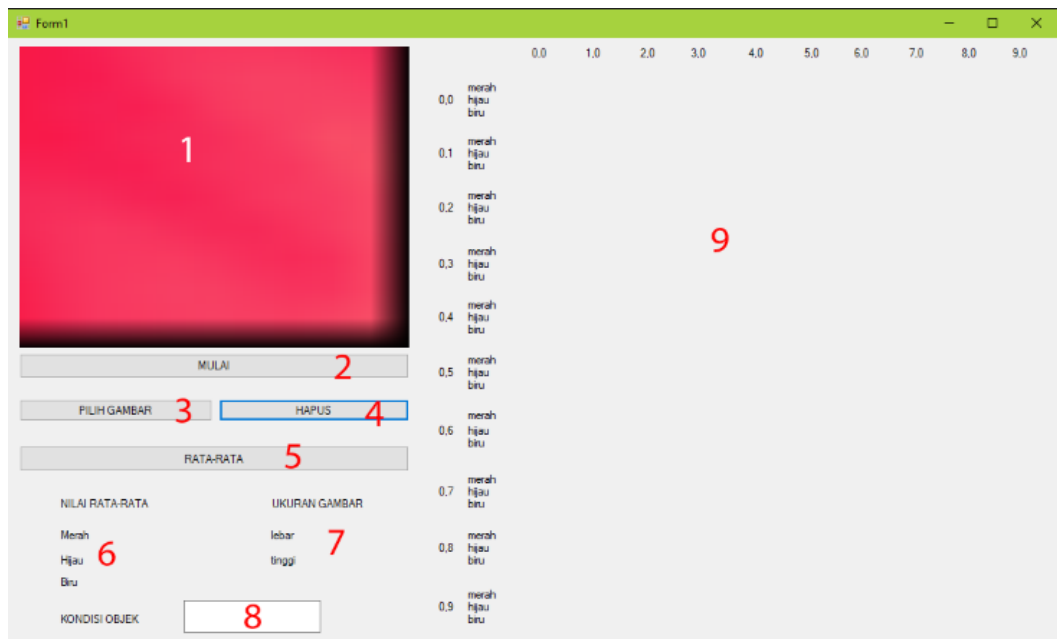 Form1
1
MULAI 2
PILIH GAMBAR 3
HAPUS 4
RATA-RATA 5
NILAI RATA-RATA
UKURAN GAMBAR
Merah
Hijau
Biru
6
lebar
tinggi
7
KONDISI OBJEK 8
0,0 1,0 2,0 3,0 4,0 5,0 6,0 7,0 8,0 9,0
0,0
merah
hijau
biru
0,1
merah
hijau
biru
0,2
merah
hijau
biru
0,3
merah
hijau
biru
0,4
merah
hijau
biru
0,5
merah
hijau
biru
0,6
merah
hijau
biru
0,7
merah
hijau
biru
0,8
merah
hijau
biru
0,9
merah
hijau
biru
9